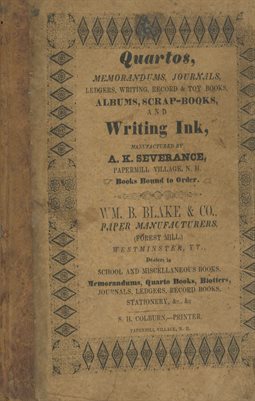 Quartos,
MEMORANDUMS, JOURNALS,
LEDGERS, WRITING, RECORD & TOY BOOKS,
ALBUMS, SCRAP-BOOKS,
AND
Writing Ink,
MANUFACTURED BY
A. K. SEVERANCE,
PAPERMILL VILLAGE, N. H.
Books Bound to Order.
WM. B. BLAKE & CO.,
PAPER MANUFACTURERS.
(FOREST MILL.)
WESTMINSTER, VT.,
Dealers in
SCHOOL AND MISCELLANEOUS BOOKS.
Memorandums, Quarto Books, Blotters,
JOURNALS, LEDGERS, RECORD BOOKS,
STATIONERY, &c., &c
S. H. COLBURN,—PRINTER.
PAPERMILL VILLAGE, N. H.